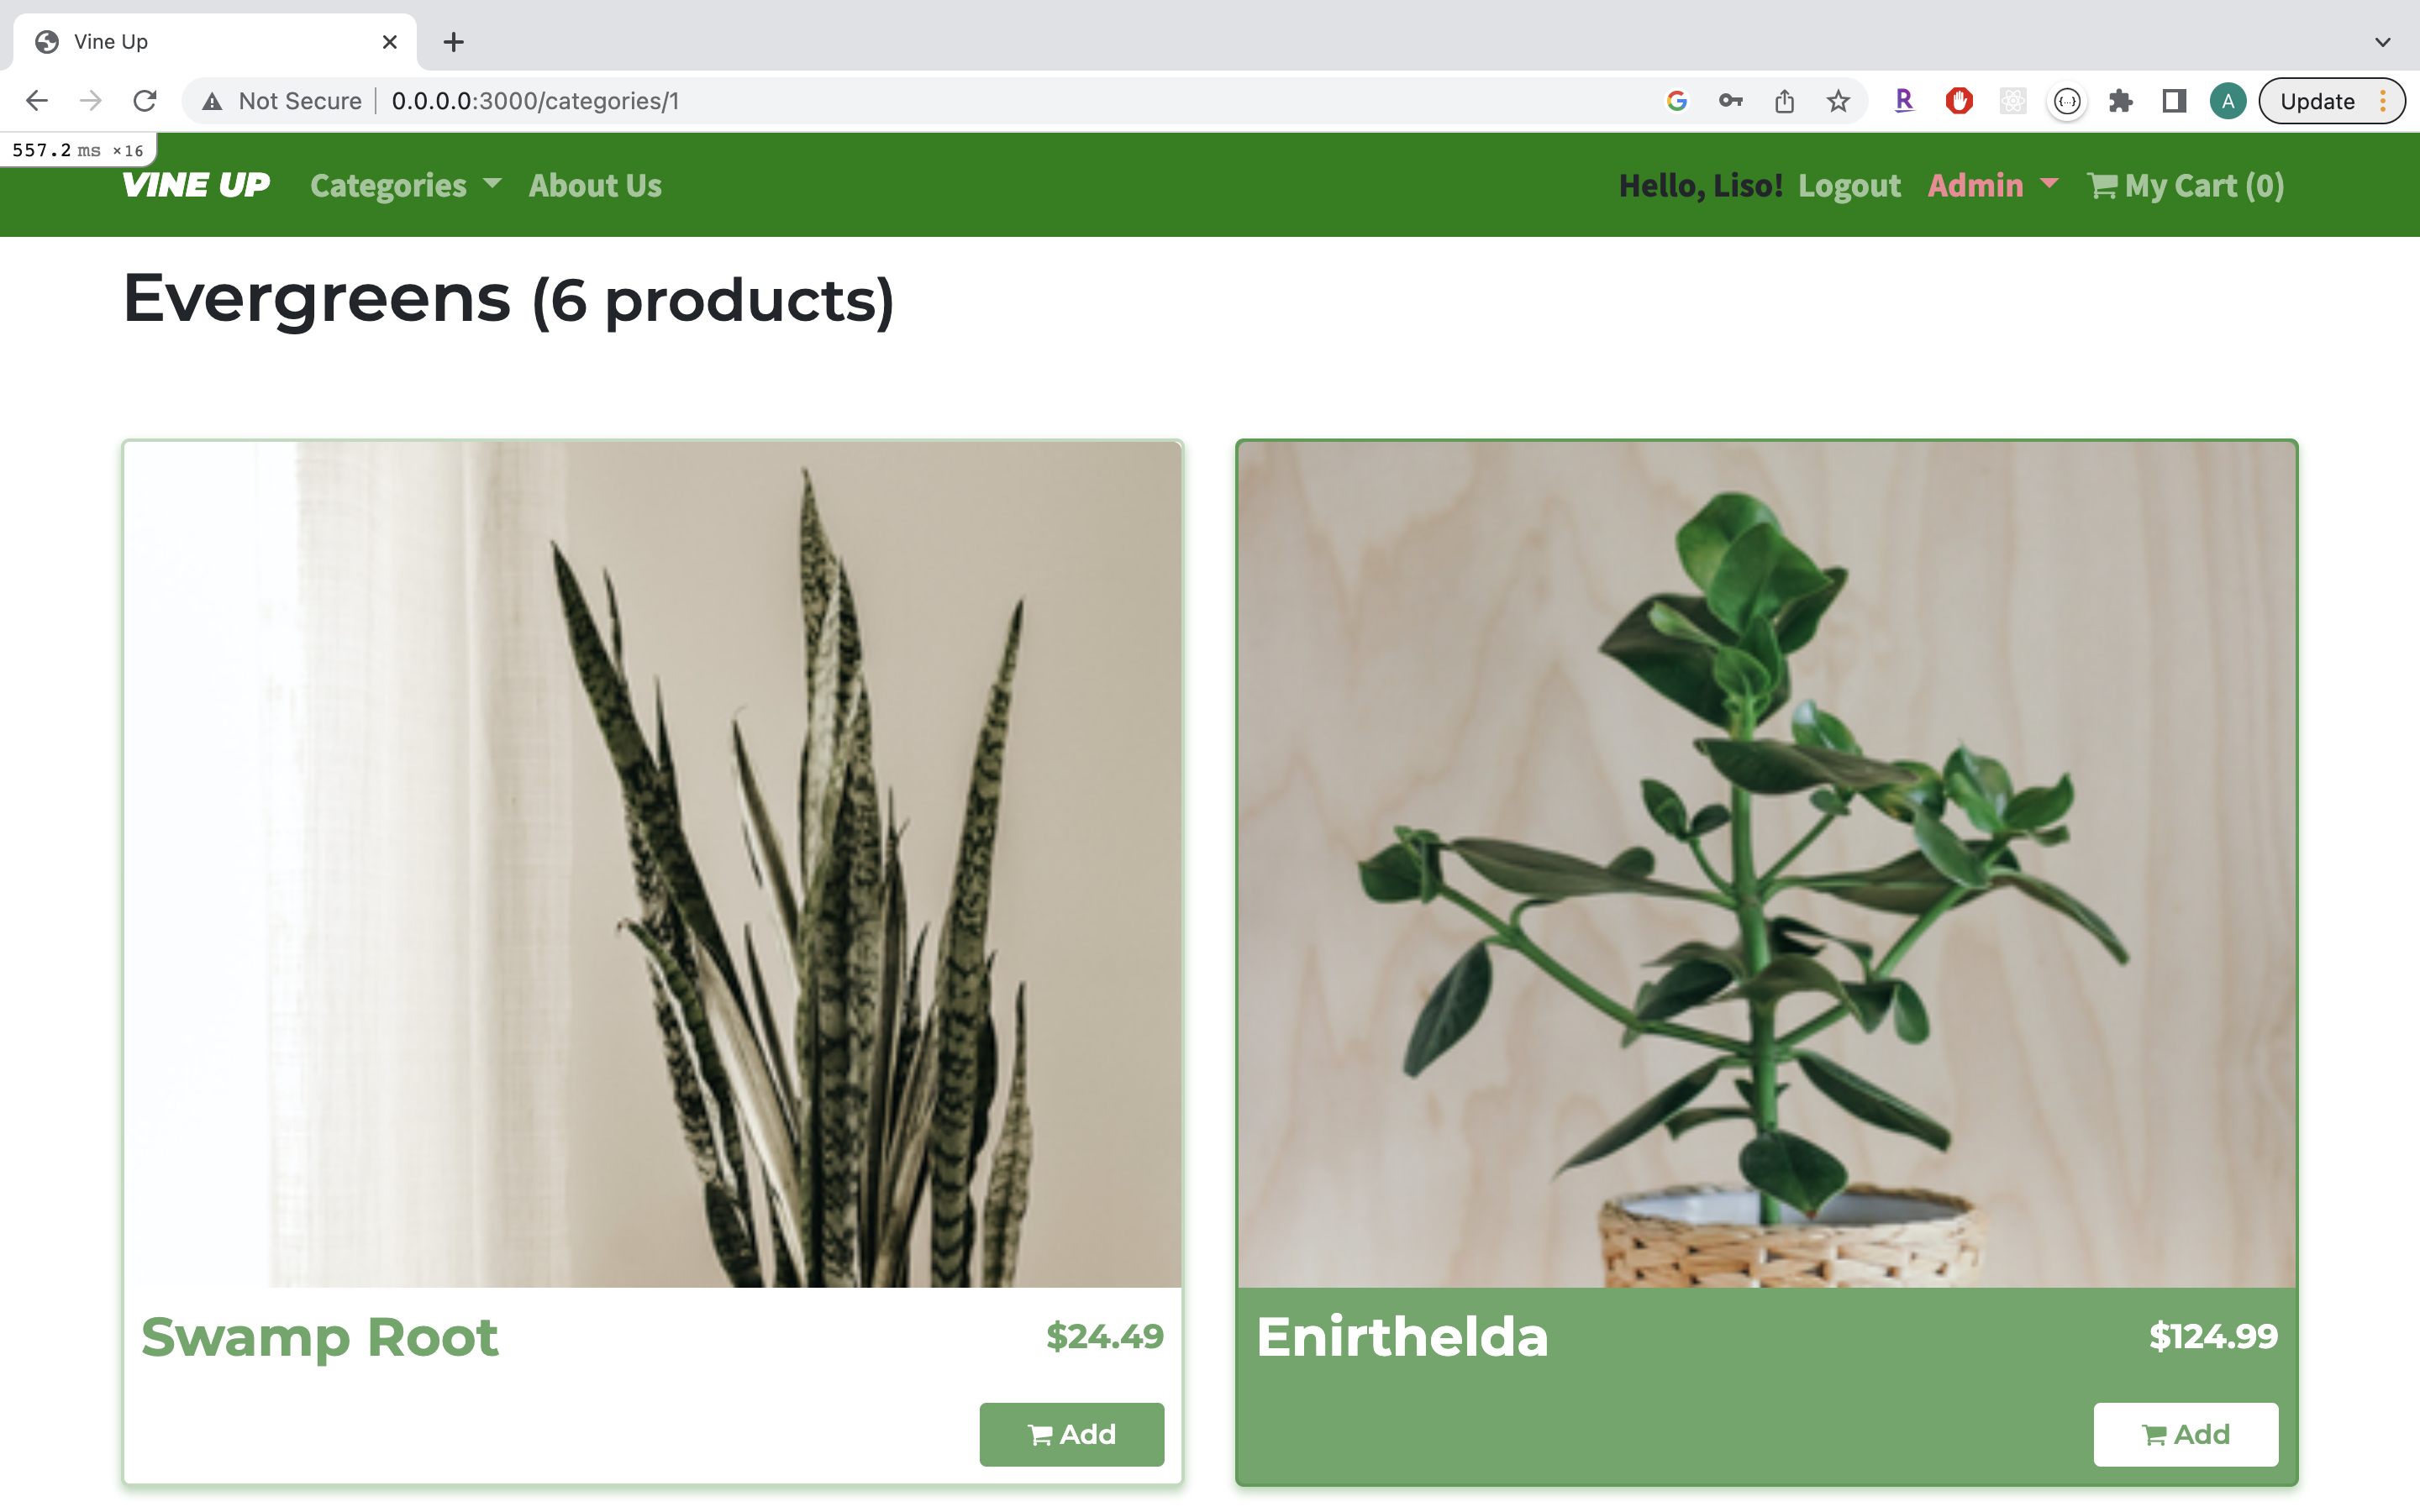 Vine Up
Not Secure 0.0.0.0:3000/categories/1
A
Update
557.2 ms ×16
VINE UP Categories About Us Hello, Liso! Logout Admin My Cart (0)
Evergreens (6 products)
Swamp Root $24.49
Enirthelda $124.99
Add
Add